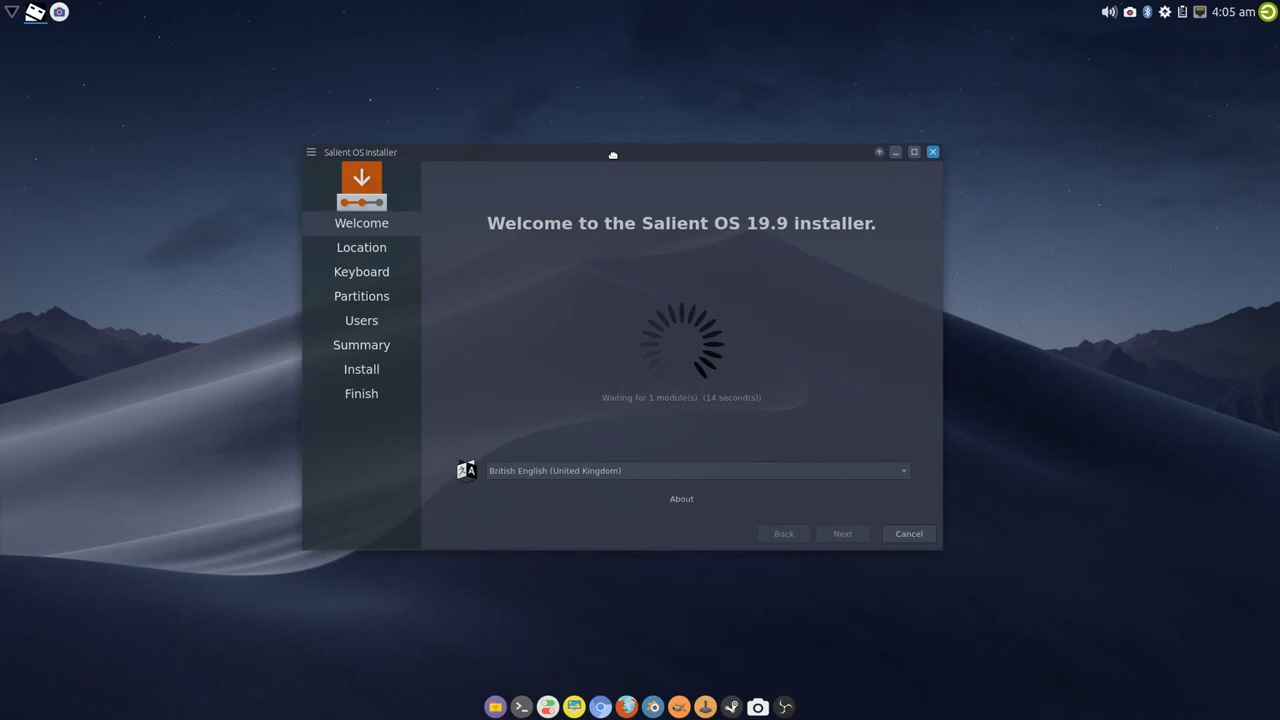 4:05 am
Salient OS Installer
Welcome
Location
Keyboard
Partitions
Users
Summary
Install
Finish
Welcome to the Salient OS 19.9 installer.
Waiting for 1 module(s). (14 second(s))
British English (United Kingdom)
About
Back
Next
Cancel